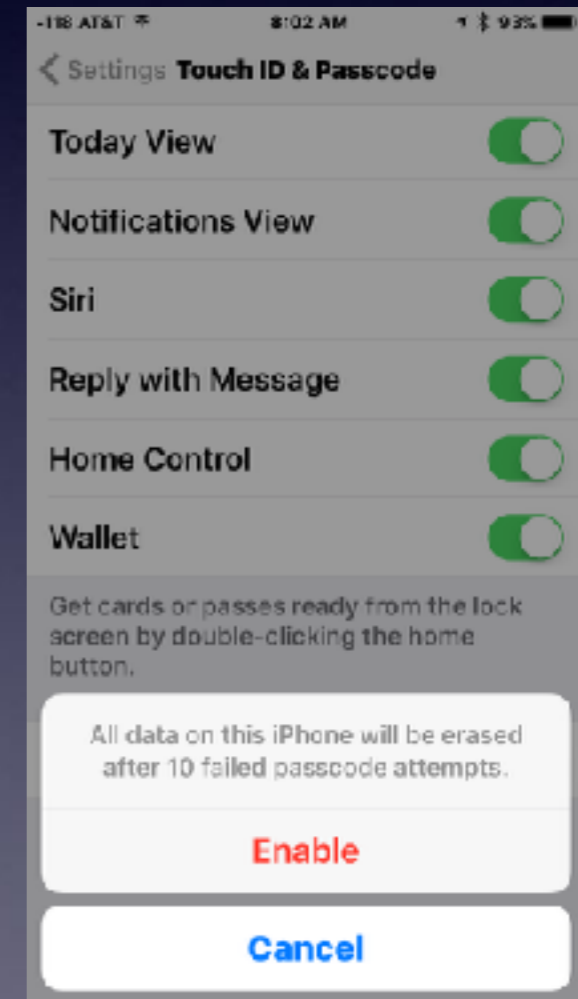 -118 AT&T 8:02 AM 93%
Settings Touch ID & Passcode
Today View
Notifications View
Siri
Reply with Message
Home Control
Wallet
Get cards or passes ready from the lock
screen by double-clicking the home
button.
All data on this iPhone will be erased
after 10 failed passcode attempts.
Enable
Cancel